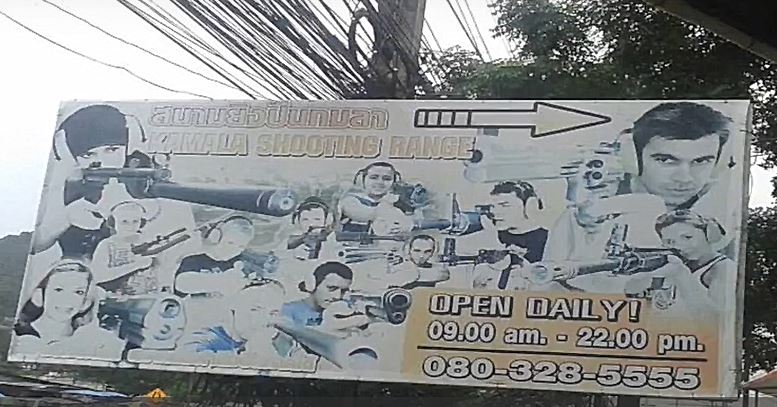 สนามยิงปืนกมลา
KAMALA SHOOTING RANGE
OPEN DAILY!
09.00 am. - 22.00 pm.
080-328-5555